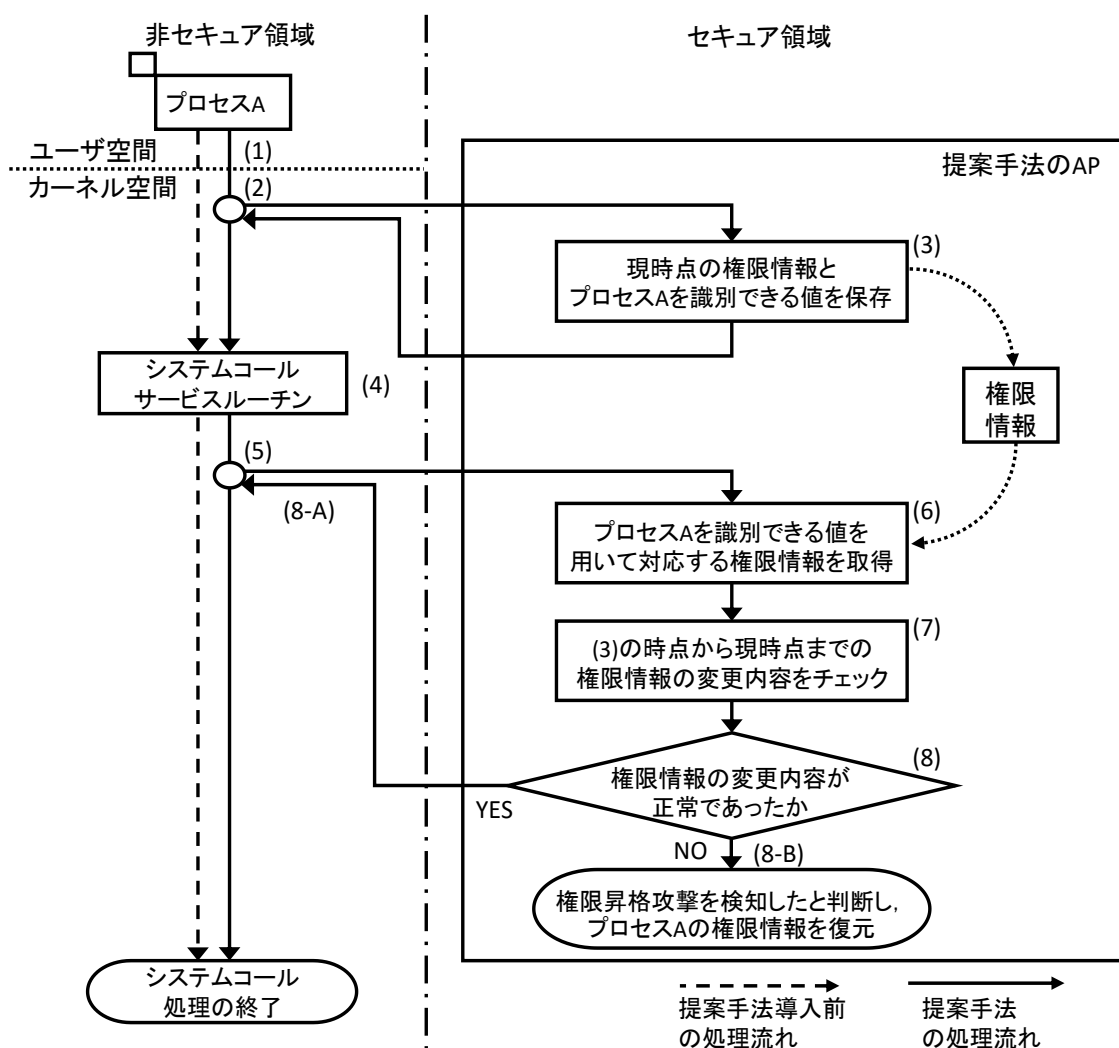 非セキュア領域
セキュア領域
プロセスA
ユーザ空間
(1)
カーネル空間
(2)
提案手法のAP
(3)
現時点の権限情報と
プロセスAを識別できる値を保存
システムコール
サービスルーチン
(4)
権限
情報
(5)
(8-A)
(6)
プロセスAを識別できる値を
用いて対応する権限情報を取得
(7)
(3)の時点から現時点までの
権限情報の変更内容をチェック
(8)
権限情報の変更内容が
正常であったか
YES
NO
(8-B)
権限昇格攻撃を検知したと判断し,
プロセスAの権限情報を復元
システムコール
処理の終了
提案手法導入前
の処理流れ
提案手法
の処理流れ